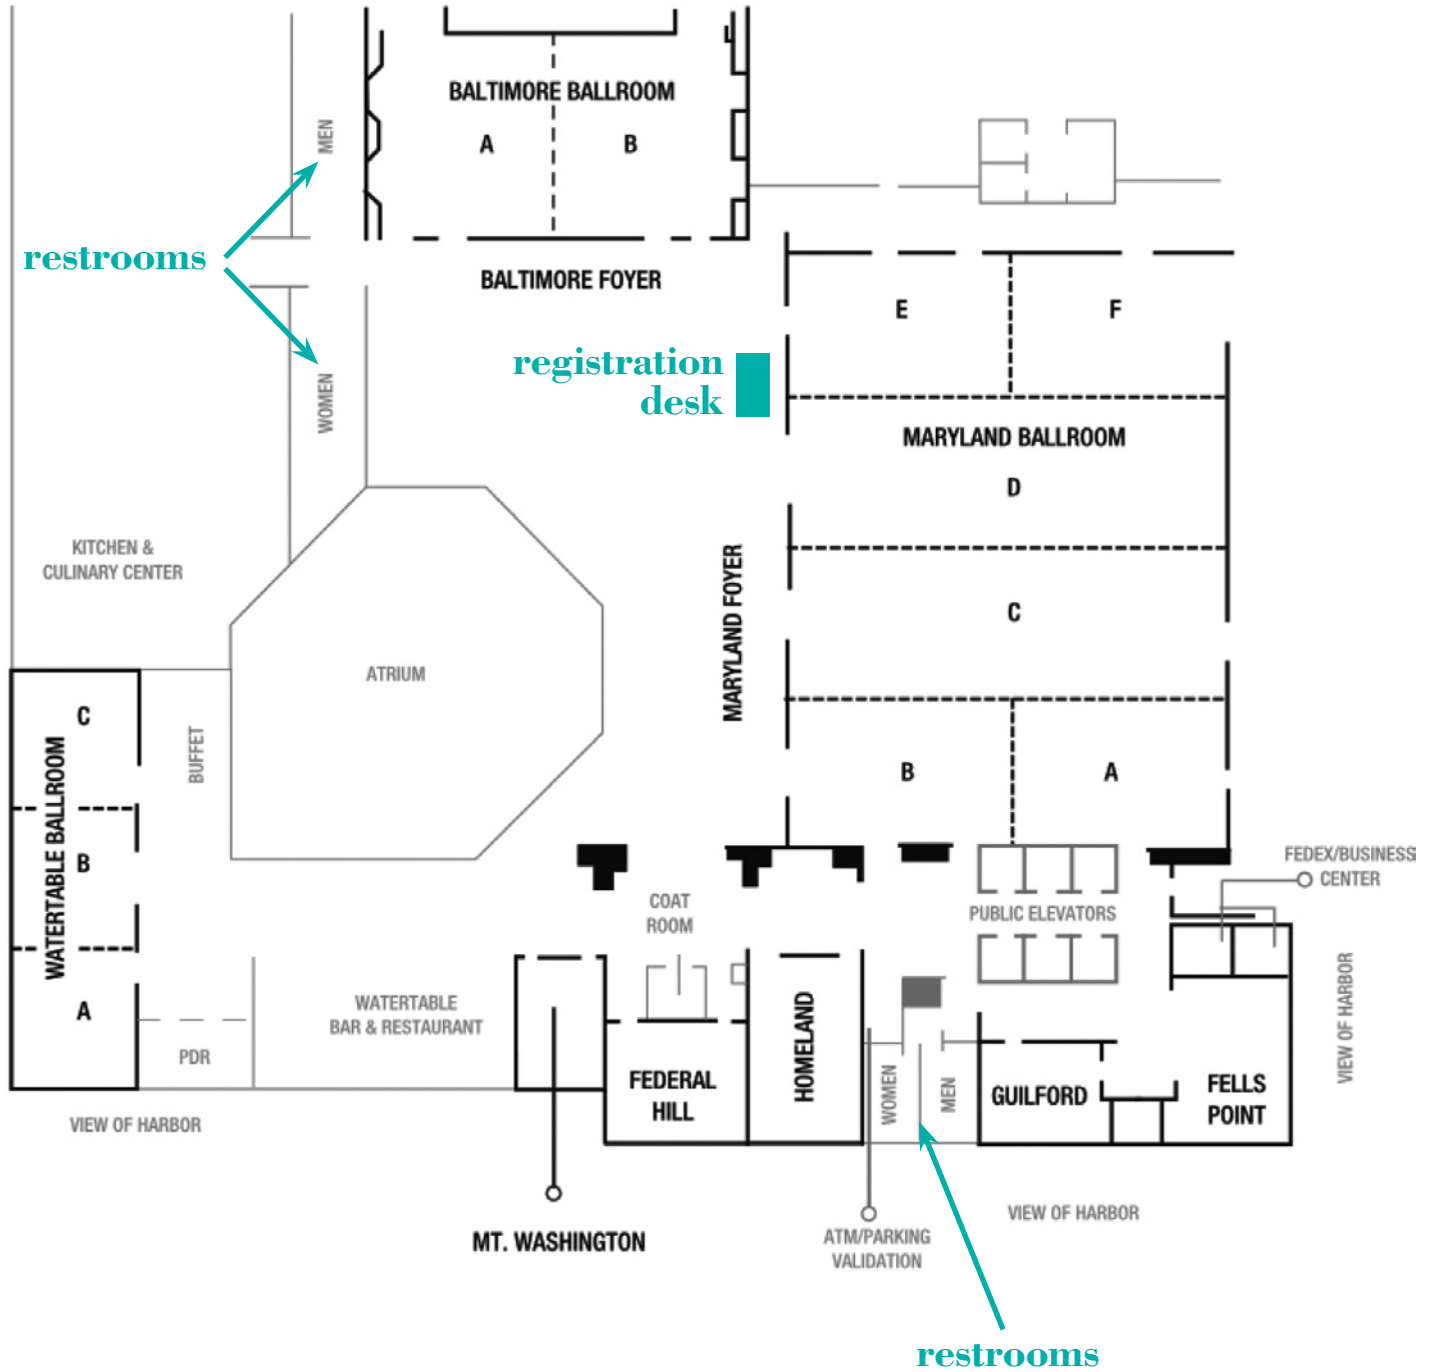 BALTIMORE BALLROOM
A
B
MEN
restrooms
BALTIMORE FOYER
E
F
registration
desk
WOMEN
MARYLAND BALLROOM
D
KITCHEN &
CULINARY CENTER
MARYLAND FOYER
C
ATRIUM
C
BUFFET
WATERTABLE BALLROOM
B
A
B
FEDEX/BUSINESS
CENTER
COAT
ROOM
PUBLIC ELEVATORS
A
WATERTABLE
BAR & RESTAURANT
PDR
HOMELAND
VIEW OF HARBOR
FEDERAL
HILL
WOMEN
MEN
GUILFORD
FELLS
POINT
VIEW OF HARBOR
VIEW OF HARBOR
MT. WASHINGTON
ATM/PARKING
VALIDATION
restrooms